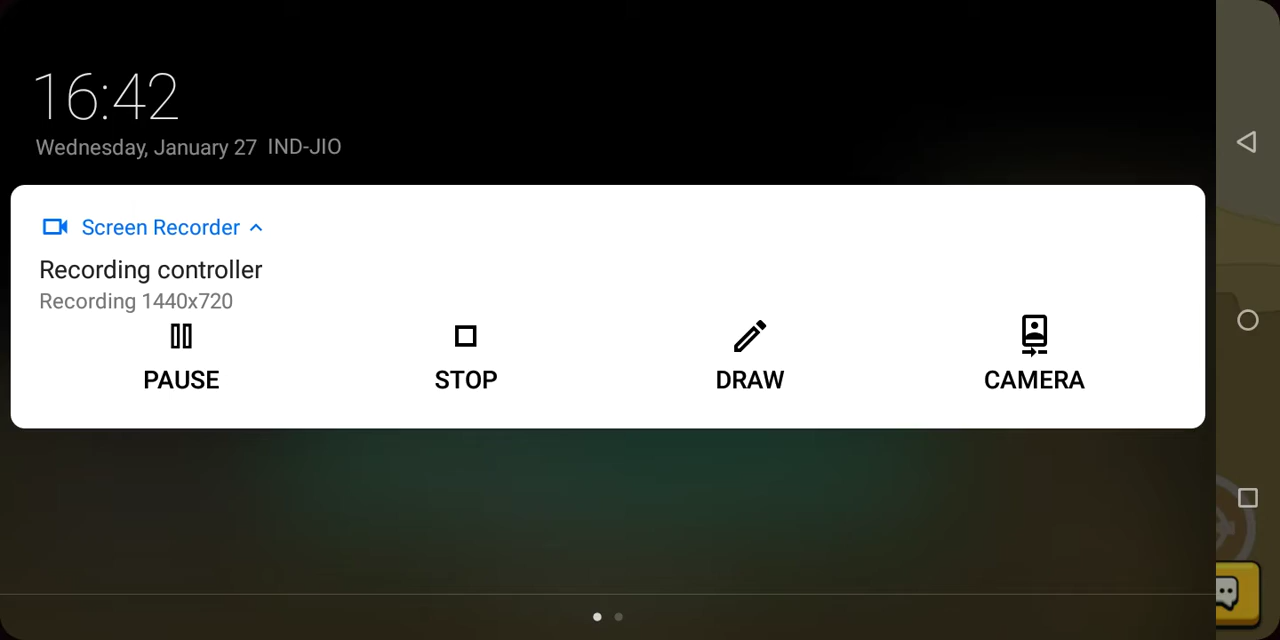 16:42
Wednesday, January 27 IND-JIO
Screen Recorder
Recording controller
Recording 1440x720
PAUSE STOP DRAW CAMERA